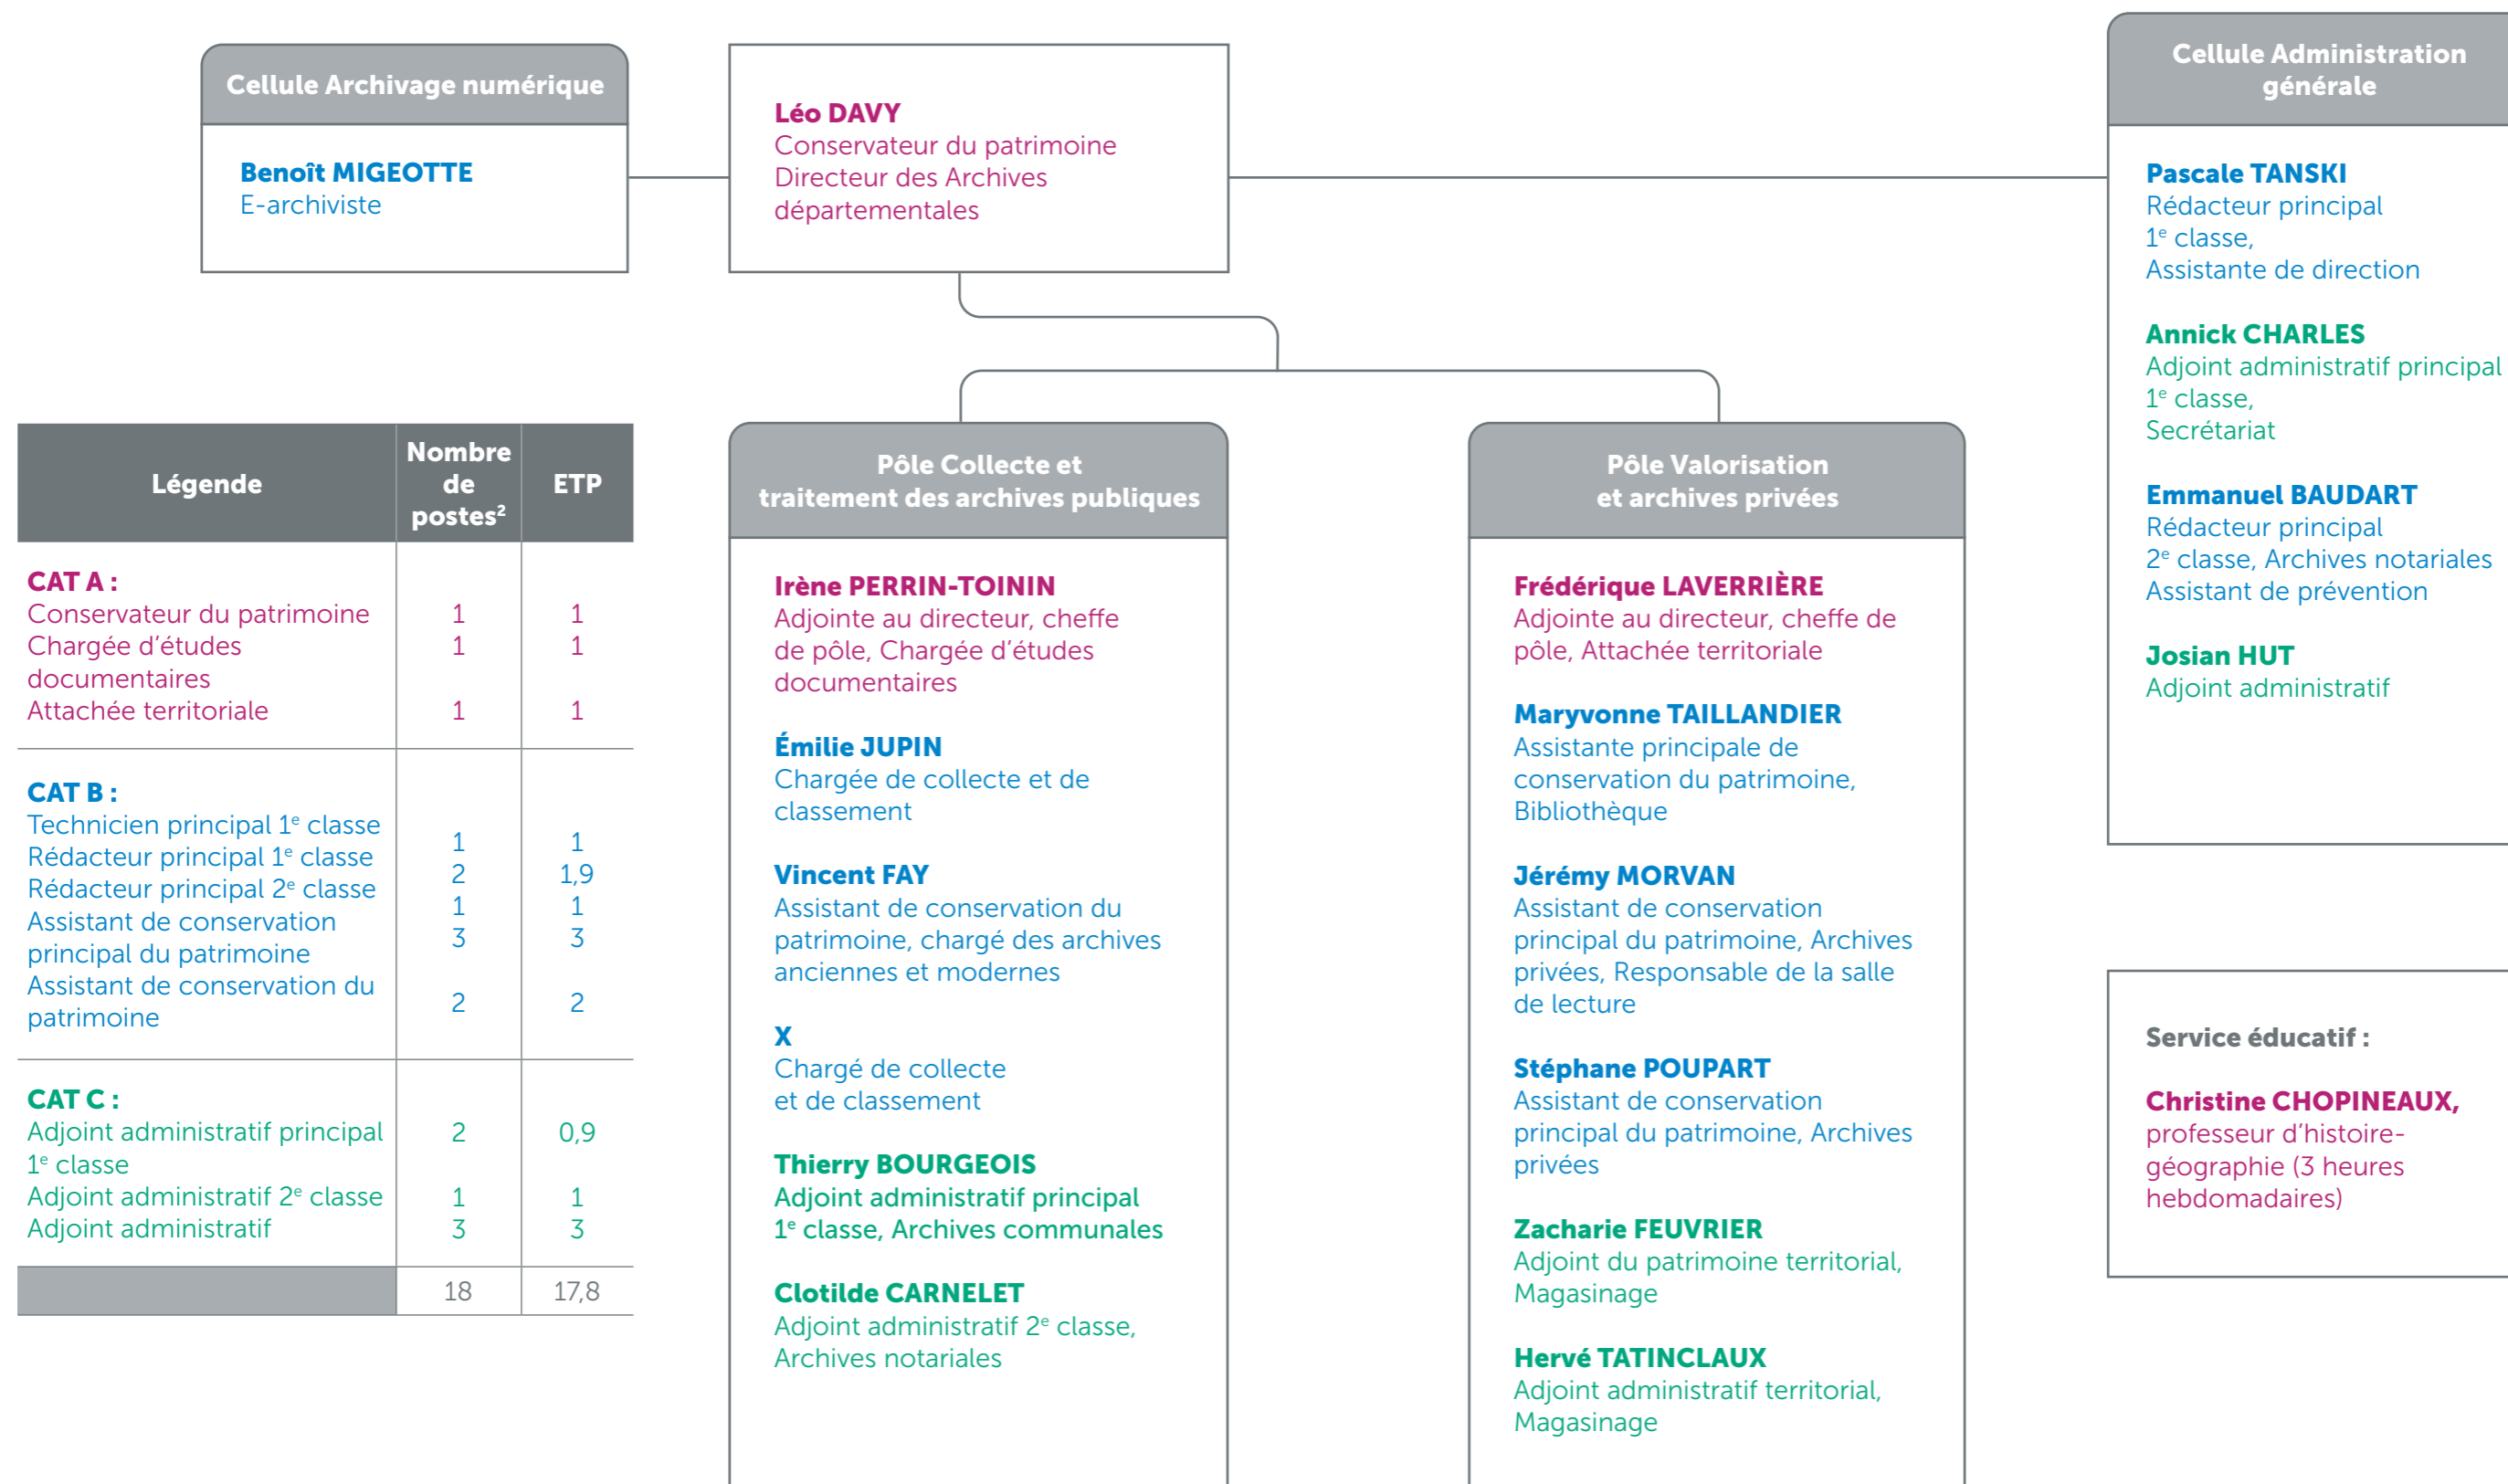 Cellule Archivage numérique
Benoît MIGEOTTE
E-archiviste
Léo DAVY
Conservateur du patrimoine
Directeur des Archives
départementales
Cellule Administration
générale
Pascale TANSKI
Rédacteur principal
1e classe,
Assistante de direction
Annick CHARLES
Adjoint administratif principal
1e classe,
Secrétariat
Emmanuel BAUDART
Rédacteur principal
2e classe, Archives notariales
Assistant de prévention
Josian HUT
Adjoint administratif
Légende
Nombre
de
postes2
ETP
CAT A :
Conservateur du patrimoine 1 1
Chargée d'études 1 1
documentaires
Attachée territoriale 1 1
CAT B :
Technicien principal 1e classe 1 1
Rédacteur principal 1e classe 2 1,9
Rédacteur principal 2e classe 1 1
Assistant de conservation 3 3
principal du patrimoine
Assistant de conservation du 2 2
patrimoine
CAT C :
Adjoint administratif principal 2 0,9
1e classe
Adjoint administratif 2e classe 1 1
Adjoint administratif 3 3
18 17,8
Pôle Collecte et
traitement des archives publiques
Irène PERRIN-TOININ
Adjointe au directeur, cheffe
de pôle, Chargée d'études
documentaires
Émilie JUPIN
Chargée de collecte et de
classement
Vincent FAY
Assistant de conservation du
patrimoine, chargé des archives
anciennes et modernes
X
Chargé de collecte
et de classement
Thierry BOURGEOIS
Adjoint administratif principal
1e classe, Archives communales
Clotilde CARNELET
Adjoint administratif 2e classe,
Archives notariales
Pôle Valorisation
et archives privées
Frédérique LAVERRIÈRE
Adjointe au directeur, cheffe de
pôle, Attachée territoriale
Maryvonne TAILLANDIER
Assistante principale de
conservation du patrimoine,
Bibliothèque
Jérémy MORVAN
Assistant de conservation
principal du patrimoine, Archives
privées, Responsable de la salle
de lecture
Stéphane POUPART
Assistant de conservation
principal du patrimoine, Archives
privées
Zacharie FEUVRIER
Adjoint du patrimoine territorial,
Magasinage
Hervé TATINCLAUX
Adjoint administratif territorial,
Magasinage
Service éducatif :
Christine CHOPINEAUX,
professeur d'histoire-
géographie (3 heures
hebdomadaires)